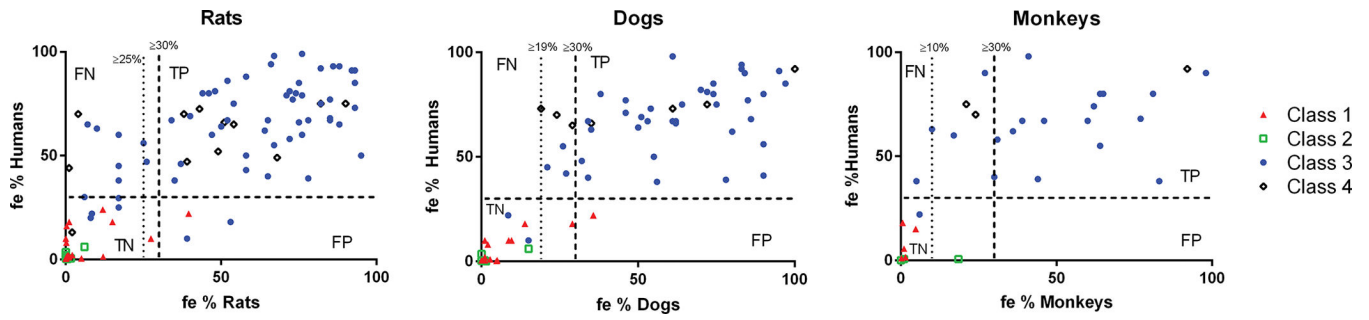 Rats
Dogs
Monkeys
≥25%
≥30%
≥19%
≥30%
≥10%
≥30%
100
FN
TP
100
FN
TP
100
FN
fe % Humans
50
fe % Humans
50
fe %Humans
50
TP
Class 1
Class 2
Class 3
Class 4
TN
FP
TN
FP
TN
FP
0
0
0
0
50
100
0
50
100
0
50
100
fe % Rats
fe % Dogs
fe % Monkeys